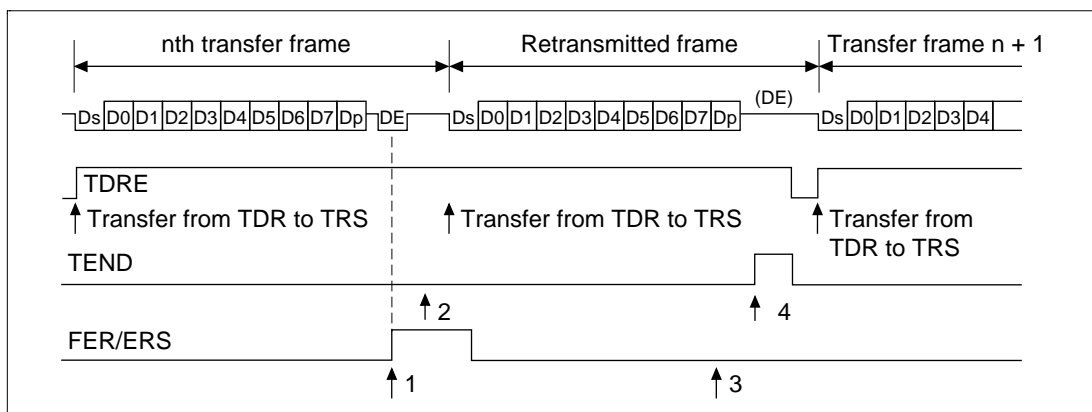 nth transfer frame Retransmitted frame Transfer frame n + 1
(DE)
Ds D0 D1 D2 D3 D4 D5 D6 D7 Dp DE Ds D0 D1 D2 D3 D4 D5 D6 D7 Dp Ds D0 D1 D2 D3 D4
TDRE
Transfer from TDR to TRS Transfer from TDR to TRS Transfer from
TDR to TRS
TEND
2 4
FER/ERS
1 3